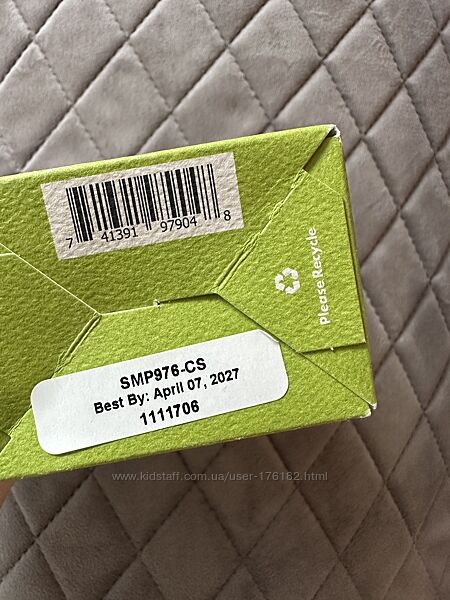 7 41391 97904 8
Please Recycle
SMP976-CS
Best By: April 07, 2027
1111706
www.kidstaff.com.ua/user-176182.html